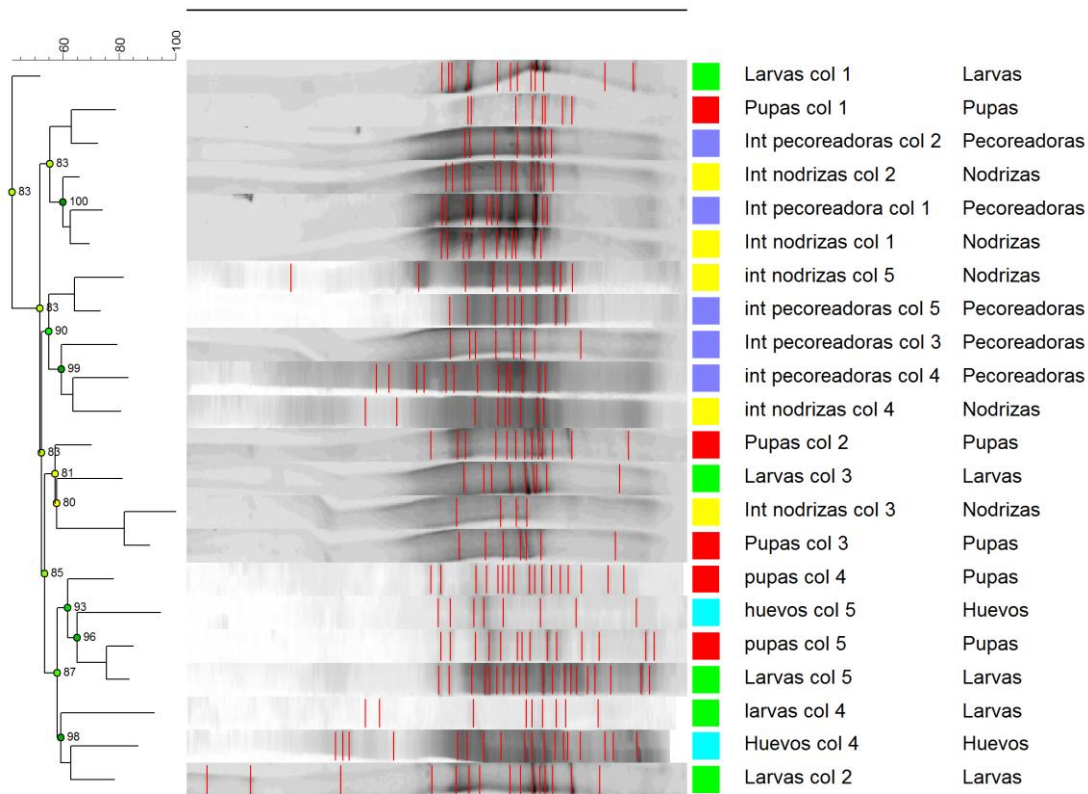 60 80 100
Larvas col 1 Larvas
Pupas col 1 Pupas
Int pecoreadoras col 2 Pecoreadoras
83
Int nodrizas col 2 Nodrizas
83
Int pecoreadora col 1 Pecoreadoras
100
Int nodrizas col 1 Nodrizas
int nodrizas col 5 Nodrizas
83
int pecoreadoras col 5 Pecoreadoras
90
Int pecoreadoras col 3 Pecoreadoras
99
int pecoreadoras col 4 Pecoreadoras
int nodrizas col 4 Nodrizas
83
Pupas col 2 Pupas
81
Larvas col 3 Larvas
80
Int nodrizas col 3 Nodrizas
Pupas col 3 Pupas
85
pupas col 4 Pupas
93
huevos col 5 Huevos
96
pupas col 5 Pupas
87
Larvas col 5 Larvas
larvas col 4 Larvas
98
Huevos col 4 Huevos
Larvas col 2 Larvas